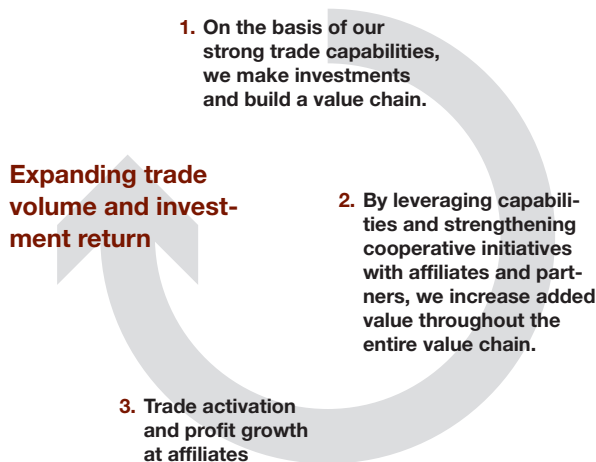 1. On the basis of our
strong trade capabilities,
we make investments
and build a value chain.
Expanding trade
volume and invest-
ment return
2. By leveraging capabili-
ties and strengthening
cooperative initiatives
with affiliates and part-
ners, we increase added
value throughout the
entire value chain.
3. Trade activation
and profit growth
at affiliates